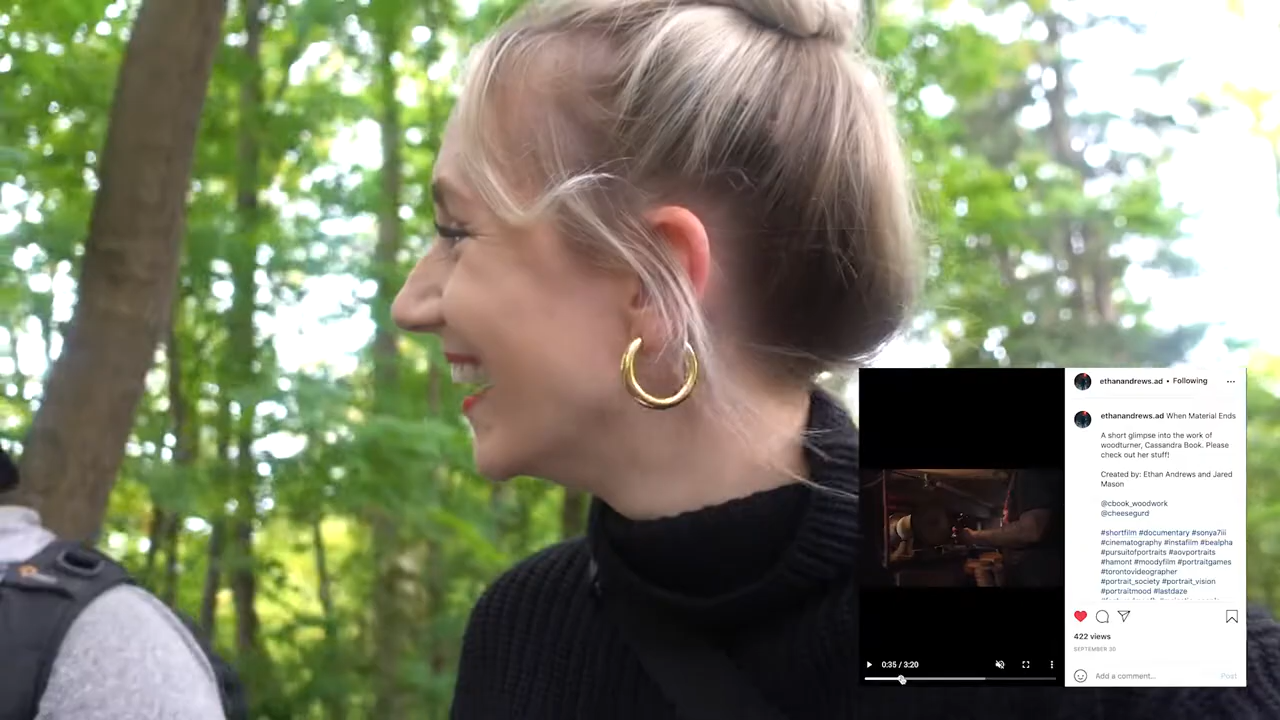 ethanandrews.ad • Following
ethanandrews.ad When Material Ends
A short glimpse into the work of
woodturner, Cassandra Book. Please
check out her stuff!
Created by: Ethan Andrews and Jared
Mason
@cbook_woodwork
@cheesegurd
#shortfilm #documentary #sonya7iii
#cinematography #instafilm #bealpha
#pursuitofportraits #aovportraits
#hamont #moodyfilm #portraitgames
#torontovideographer
#portrait_society #portrait_vision
#portraitmood #lastdaze
422 views
SEPTEMBER 30
0:35 / 3:20
Add a comment...
Post